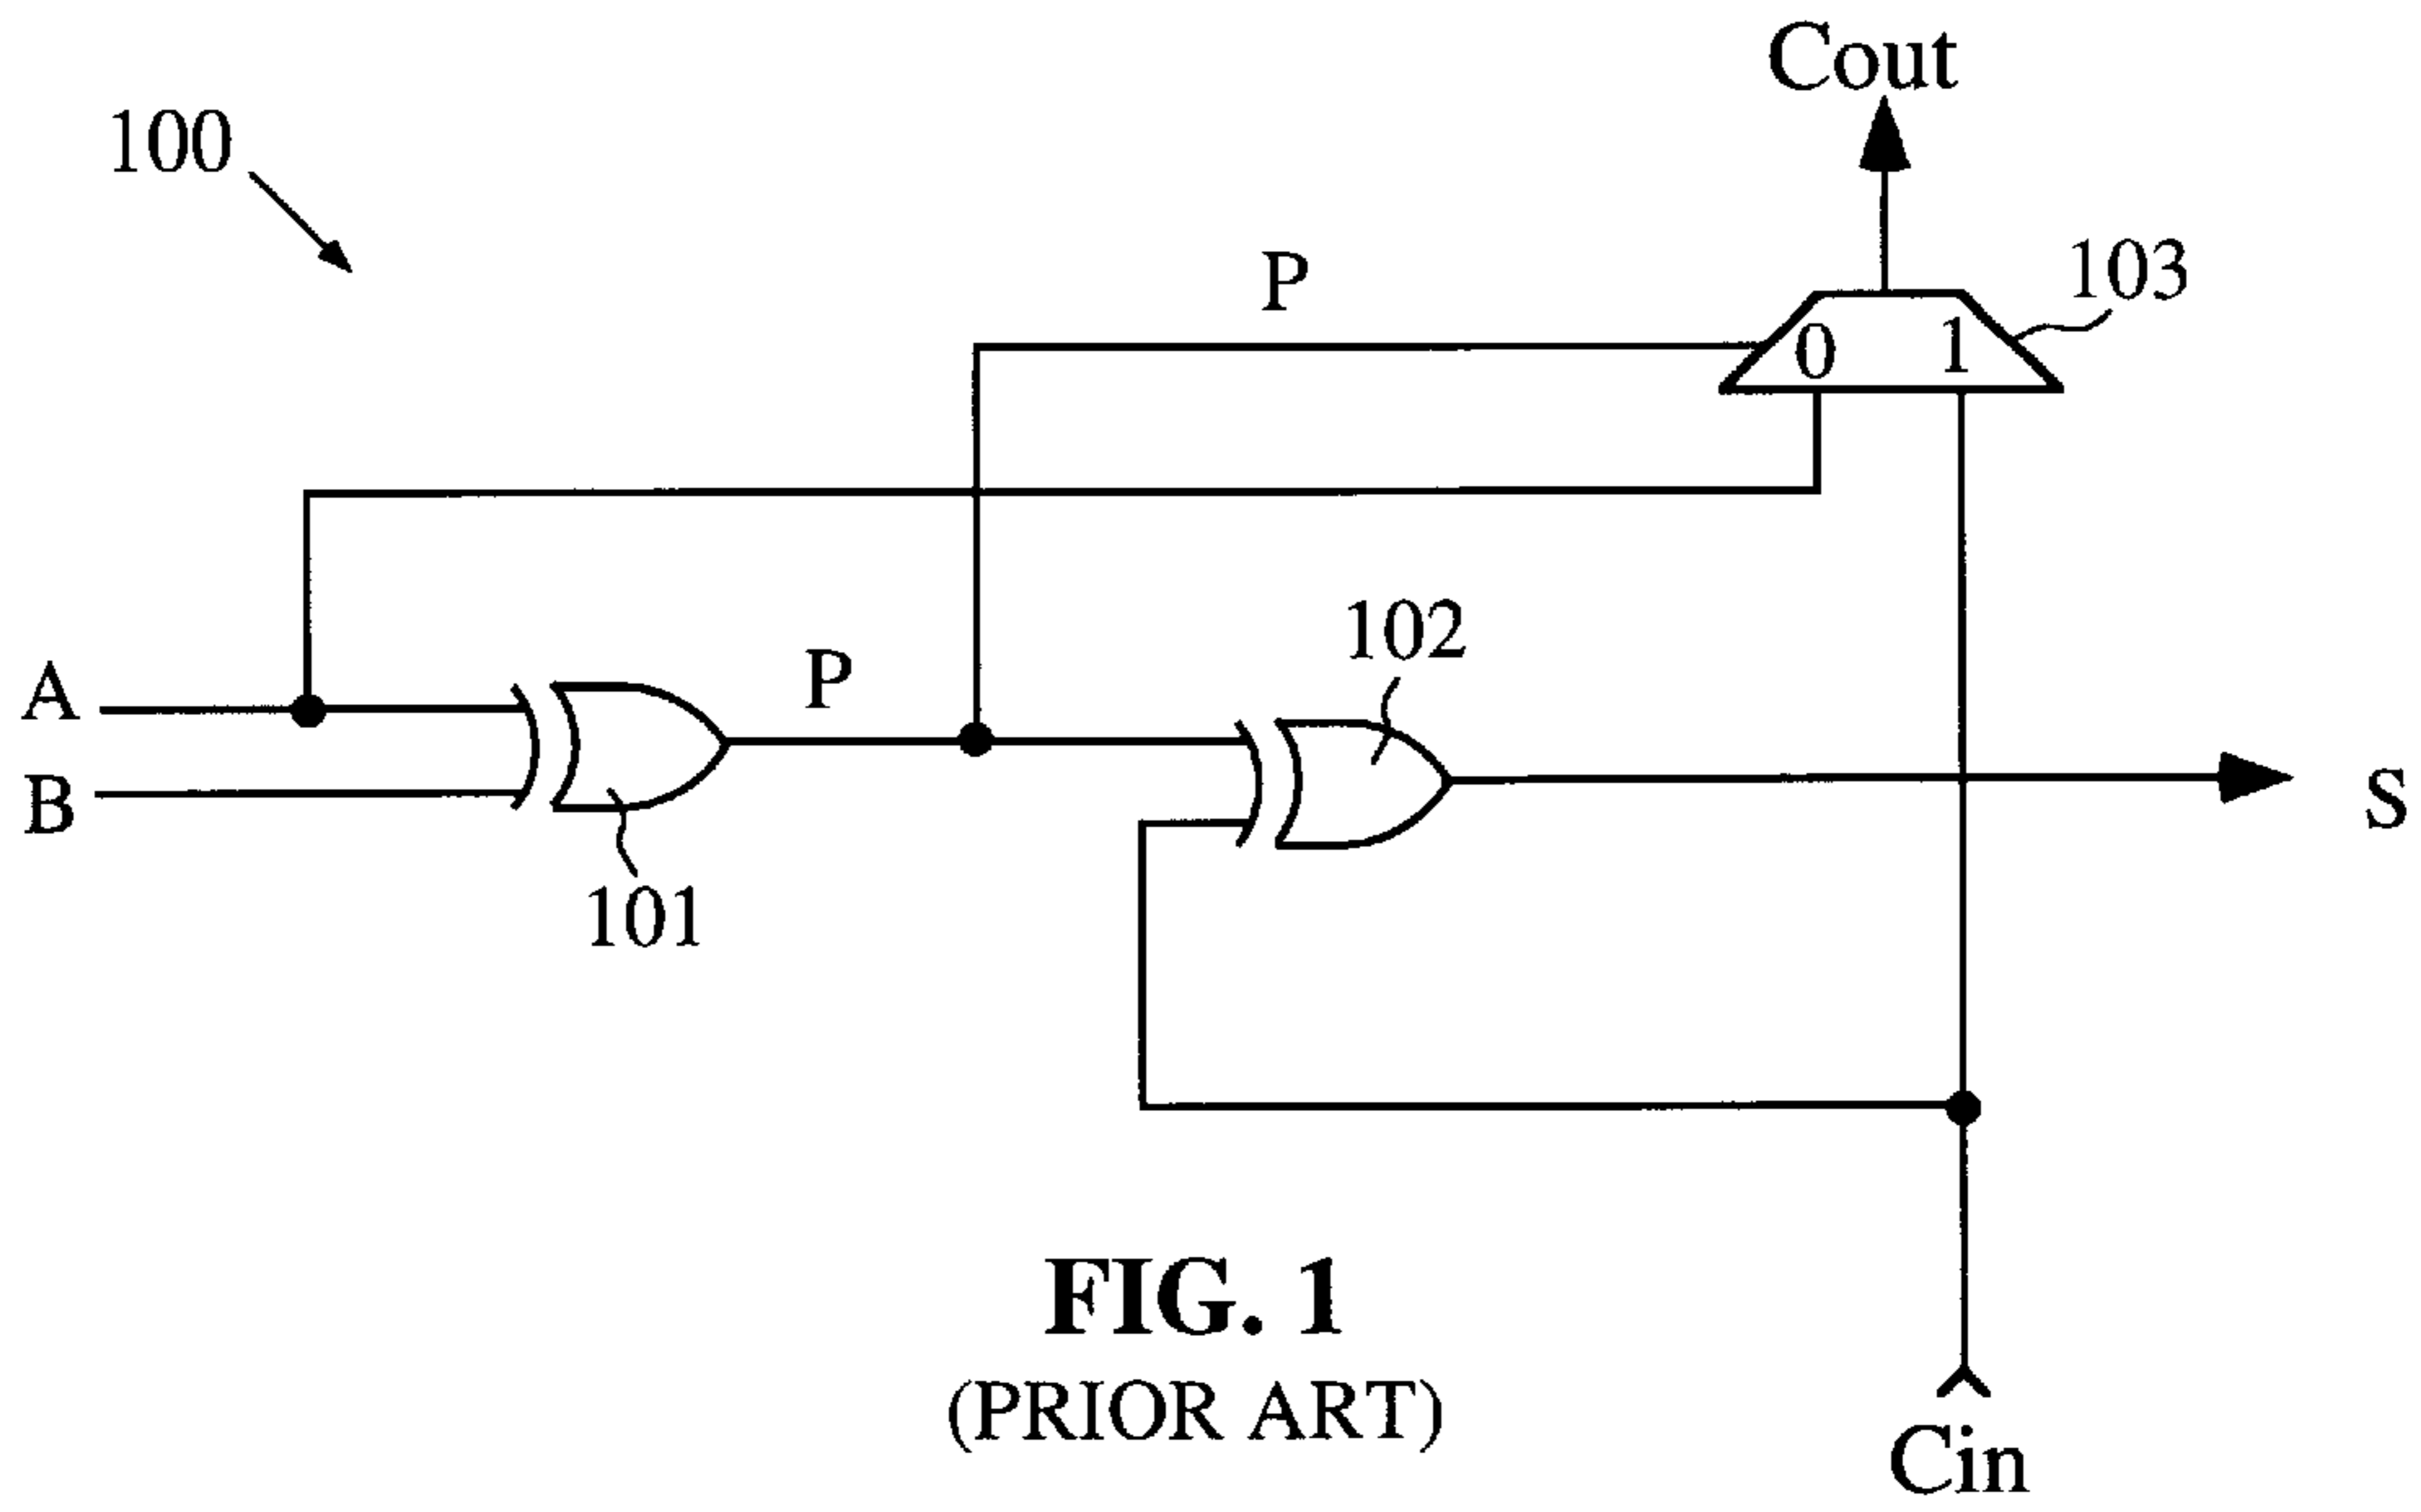 Cout
100
103
P
0 1
102
A
P
B
S
101
FIG. 1
(PRIOR ART)
Cin